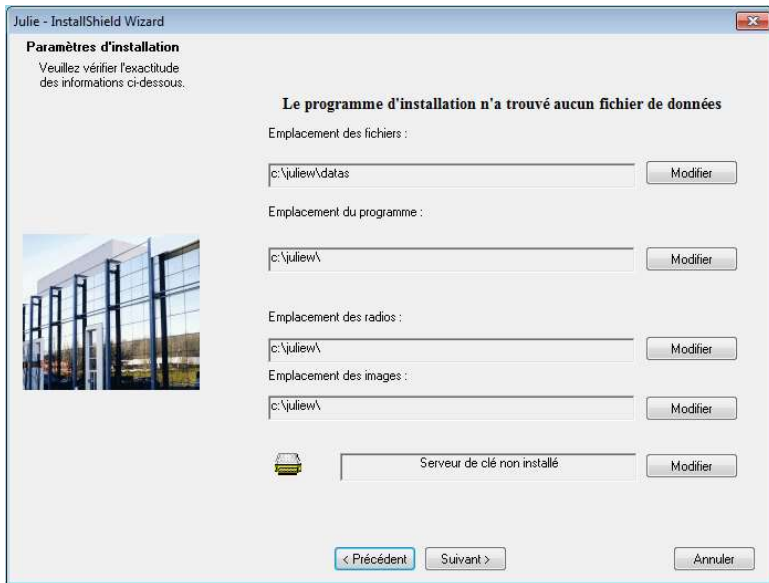 Julie - InstallShield Wizard
Paramètres d'installation
Veuillez vérifier l'exactitude
des informations ci-dessous.
Le programme d'installation n'a trouvé aucun fichier de données
Emplacement des fichiers :
c:\juliew\datas
Modifier
Emplacement du programme :
c:\juliew\
Modifier
Emplacement des radios :
c:\juliew\
Modifier
Emplacement des images :
c:\juliew\
Modifier
Serveur de clé non installé
Modifier
< Précédent
Suivant >
Annuler